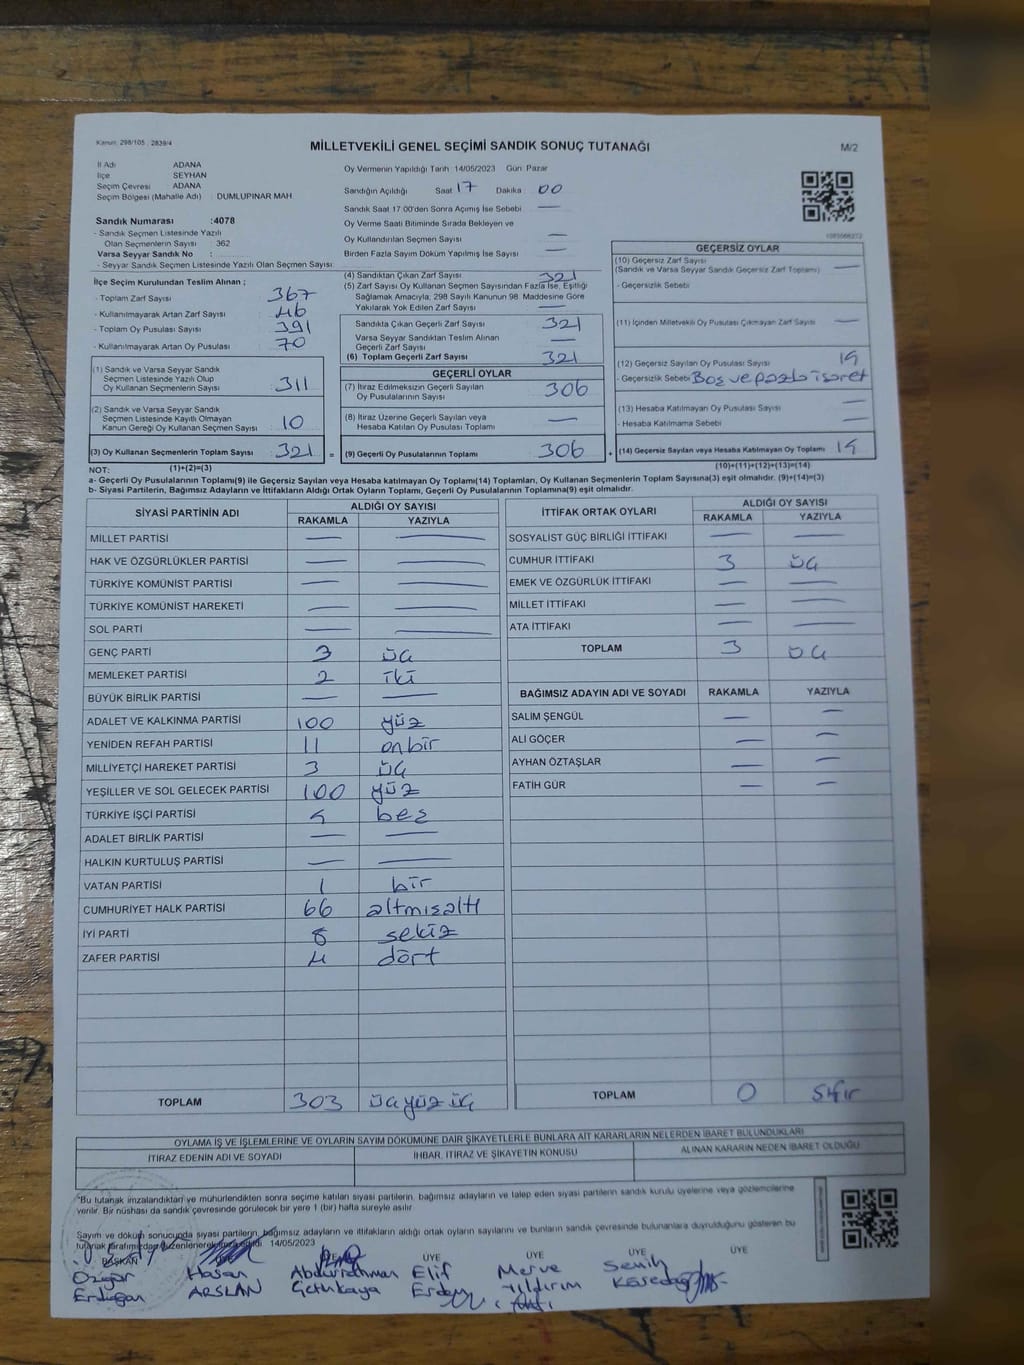 Kanun: 298/105, 2839/4
MİLLETVEKİLİ GENEL SEÇİMİ SANDIK SONUÇ TUTANAĞI
M/2
İl Adı ADANA
İlçe SEYHAN
Seçim Çevresi : ADANA
Seçim Bölgesi (Mahalle Adı) : DUMLUPINAR MAH
Sandık Numarası :4078
- Sandık Seçmen Listesinde Yazılı
Olan Seçmenlerin Sayısı : 362
Varsa Seyyar Sandık No :
- Seyyar Sandık Seçmen Listesinde Yazılı Olan Seçmen Sayısı:
Oy Vermenin Yapıldığı Tarih 14/05/2023 Gün Pazar
Sandığın Açıldığı Saat 17 Dakika 00
Sandık Saat 17:00'den Sonra Açımış İse Sebebi —
Oy Verme Saati Bitiminde Sırada Bekleyen ve
Oy Kullandırılan Seçmen Sayısı —
Birden Fazla Sayım Döküm Yapılmış İse Sayısı —
İlçe Seçim Kurulundan Teslim Alınan ;
- Toplam Zarf Sayısı : 367
- Kullanılmayarak Artan Zarf Sayısı : 46
- Toplam Oy Pusulası Sayısı : 391
- Kullanılmayarak Artan Oy Pusulası : 70
(1) Sandık ve Varsa Seyyar Sandık
Seçmen Listesinde Yazılı Olup
Oy Kullanan Seçmenlerin Sayısı : 311
(2) Sandık ve Varsa Seyyar Sandık
Seçmen Listesinde Kayıtlı Olmayan
Kanun Gereği Oy Kullanan Seçmen Sayısı : 10
(3) Oy Kullanan Seçmenlerin Toplam Sayısı : 321 =
(4) Sandıktan Çıkan Zarf Sayısı : 321
(5) Zarf Sayısı Oy Kullanan Seçmen Sayısından Fazla İse, Eşitliği
Sağlamak Amacıyla; 298 Sayılı Kanunun 98. Maddesine Göre
Yakılarak Yok Edilen Zarf Sayısı : —
Sandıkta Çıkan Geçerli Zarf Sayısı : 321
Varsa Seyyar Sandıktan Teslim Alınan
Geçerli Zarf Sayısı : —
(6) Toplam Geçerli Zarf Sayısı : 321
GEÇERLİ OYLAR
(7) İtiraz Edilmeksizin Geçerli Sayılan
Oy Pusulalarının Sayısı : 306
(8) İtiraz Üzerine Geçerli Sayılan veya
Hesaba Katılan Oy Pusulası Toplamı : —
(9) Geçerli Oy Pusulalarının Toplamı : 306 +
GEÇERSİZ OYLAR
(10) Geçersiz Zarf Sayısı
(Sandık ve Varsa Seyyar Sandık Geçersiz Zarf Toplamı) : —
- Geçersizlik Sebebi :
(11) İçinden Milletvekili Oy Pusulası Çıkmayan Zarf Sayısı : —
(12) Geçersiz Sayılan Oy Pusulası Sayısı : 15
- Geçersizlik Sebebi : Boş ve fazla işaret
(13) Hesaba Katılmayan Oy Pusulası Sayısı : —
- Hesaba Katılmama Sebebi : —
(14) Geçersiz Sayılan veya Hesaba Katılmayan Oy Toplamı : 15
NOT: (1)+(2)=(3)
(10)+(11)+(12)+(13)=(14)
a- Geçerli Oy Pusulalarının Toplamı(9) ile Geçersiz Sayılan veya Hesaba katılmayan Oy Toplamı(14) Toplamları, Oy Kullanan Seçmenlerin Toplam Sayısına(3) eşit olmalıdır. (9)+(14)=(3)
b- Siyasi Partilerin, Bağımsız Adayların ve İttifakların Aldığı Ortak Oyların Toplamı, Geçerli Oy Pusulalarının Toplamına(9) eşit olmalıdır.
SİYASİ PARTİNİN ADI ALDIĞI OY SAYISI
RAKAMLA YAZIYLA
MİLLET PARTİSİ — —
HAK VE ÖZGÜRLÜKLER PARTİSİ — —
TÜRKİYE KOMÜNİST PARTİSİ — —
TÜRKİYE KOMÜNİST HAREKETİ — —
SOL PARTİ — —
GENÇ PARTİ 3 üç
MEMLEKET PARTİSİ 2 iki
BÜYÜK BİRLİK PARTİSİ — —
ADALET VE KALKINMA PARTİSİ 100 yüz
YENİDEN REFAH PARTİSİ 11 onbir
MİLLİYETÇİ HAREKET PARTİSİ 3 üç
YEŞİLLER VE SOL GELECEK PARTİSİ 100 yüz
TÜRKİYE İŞÇİ PARTİSİ 5 beş
ADALET BİRLİK PARTİSİ — —
HALKIN KURTULUŞ PARTİSİ — —
VATAN PARTİSİ 1 bir
CUMHURİYET HALK PARTİSİ 66 altmışaltı
İYİ PARTİ 8 sekiz
ZAFER PARTİSİ 4 dört
TOPLAM 303 üçyüz üç
İTTİFAK ORTAK OYLARI ALDIĞI OY SAYISI
RAKAMLA YAZIYLA
SOSYALİST GÜÇ BİRLİĞİ İTTİFAKI — —
CUMHUR İTTİFAKI 3 üç
EMEK VE ÖZGÜRLÜK İTTİFAKI — —
MİLLET İTTİFAKI — —
ATA İTTİFAKI — —
TOPLAM 3 üç
BAĞIMSIZ ADAYIN ADI VE SOYADI RAKAMLA YAZIYLA
SALİM ŞENGÜL — —
ALİ GÖÇER — —
AYHAN ÖZTAŞLAR — —
FATİH GÜR — —
TOPLAM 0 Sıfır
OYLAMA İŞ VE İŞLEMLERİNE VE OYLARIN SAYIM DÖKÜMÜNE DAİR ŞİKAYETLERLE BUNLARA AİT KARARLARIN NELERDEN İBARET BULUNDUKLARI
İTİRAZ EDENİN ADI VE SOYADI İHBAR, İTİRAZ VE ŞİKAYETİN KONUSU ALINAN KARARIN NEDEN İBARET OLDUĞU
"Bu tutanak imzalandıktan ve mühürlendikten sonra seçime katılan siyasi partilerin, bağımsız adayların ve talep eden siyasi partilerin sandık kurulu üyelerine veya gözlemcilerine
verilir. Bir nüshası da sandık çevresinde görülecek bir yere 1 (bir) hafta süreyle asılır.
Sayım ve döküm sonucunda siyasi partilerin, bağımsız adayların ve ittifakların aldığı ortak oyların sayılarını ve bunların sandık çevresinde bulunanlara duyrulduğunu gösteren bu
tutanak tarafımızdan düzenlenerek imza edildi. 14/05/2023
BAŞKAN ÜYE ÜYE ÜYE ÜYE
Özgür Hasan Abdurrahman Elif Merve Semih
Erdoğan ARSLAN Çetinkaya Erdem Yıldırım Kösedağ